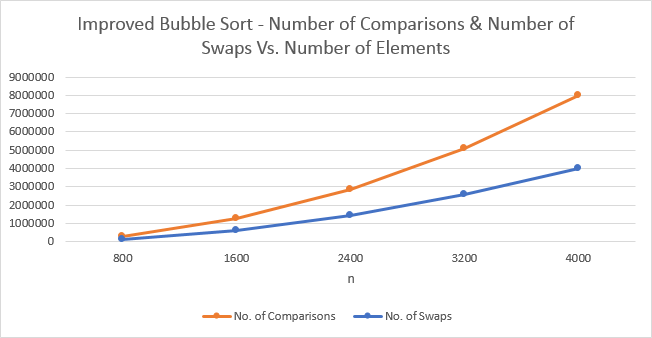 Improved Bubble Sort - Number of Comparisons & Number of
Swaps Vs. Number of Elements
9000000
8000000
7000000
6000000
5000000
4000000
3000000
2000000
1000000
0
800 1600 2400 3200 4000
n
No. of Comparisons No. of Swaps